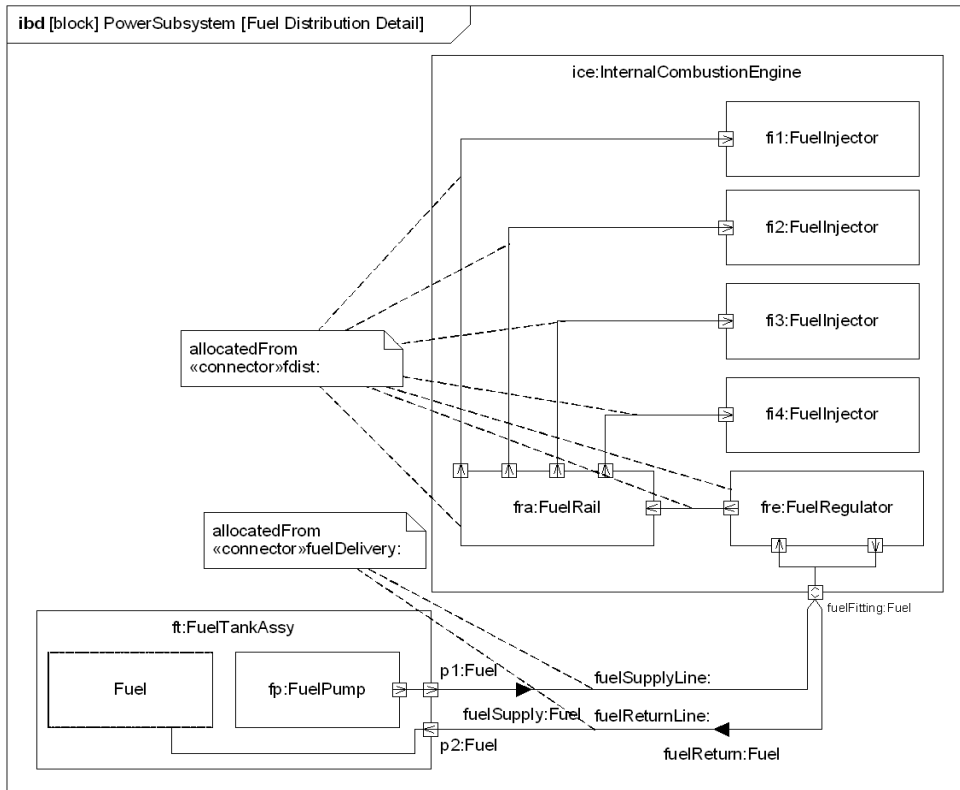 ibd [block] PowerSubsystem [Fuel Distribution Detail]
ice:InternalCombustionEngine
fi1:FuelInjector
fi2:FuelInjector
fi3:FuelInjector
allocatedFrom
«connector»fdist:
fi4:FuelInjector
fra:FuelRail
fre:FuelRegulator
allocatedFrom
«connector»fuelDelivery:
fuelFitting:Fuel
ft:FuelTankAssy
p1:Fuel
fuelSupplyLine:
Fuel
fp:FuelPump
fuelSupply:Fuel
fuelReturnLine:
p2:Fuel
fuelReturn:Fuel